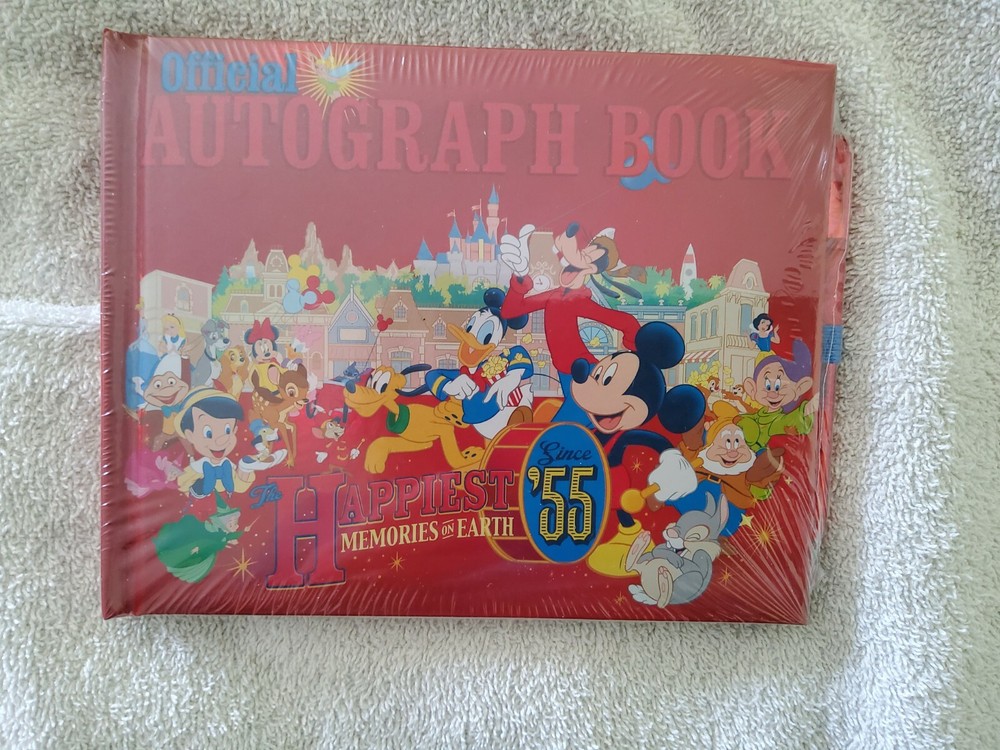 Official
AUTOGRAPH BOOK
Since
'55
The HAPPIEST
MEMORIES ON EARTH